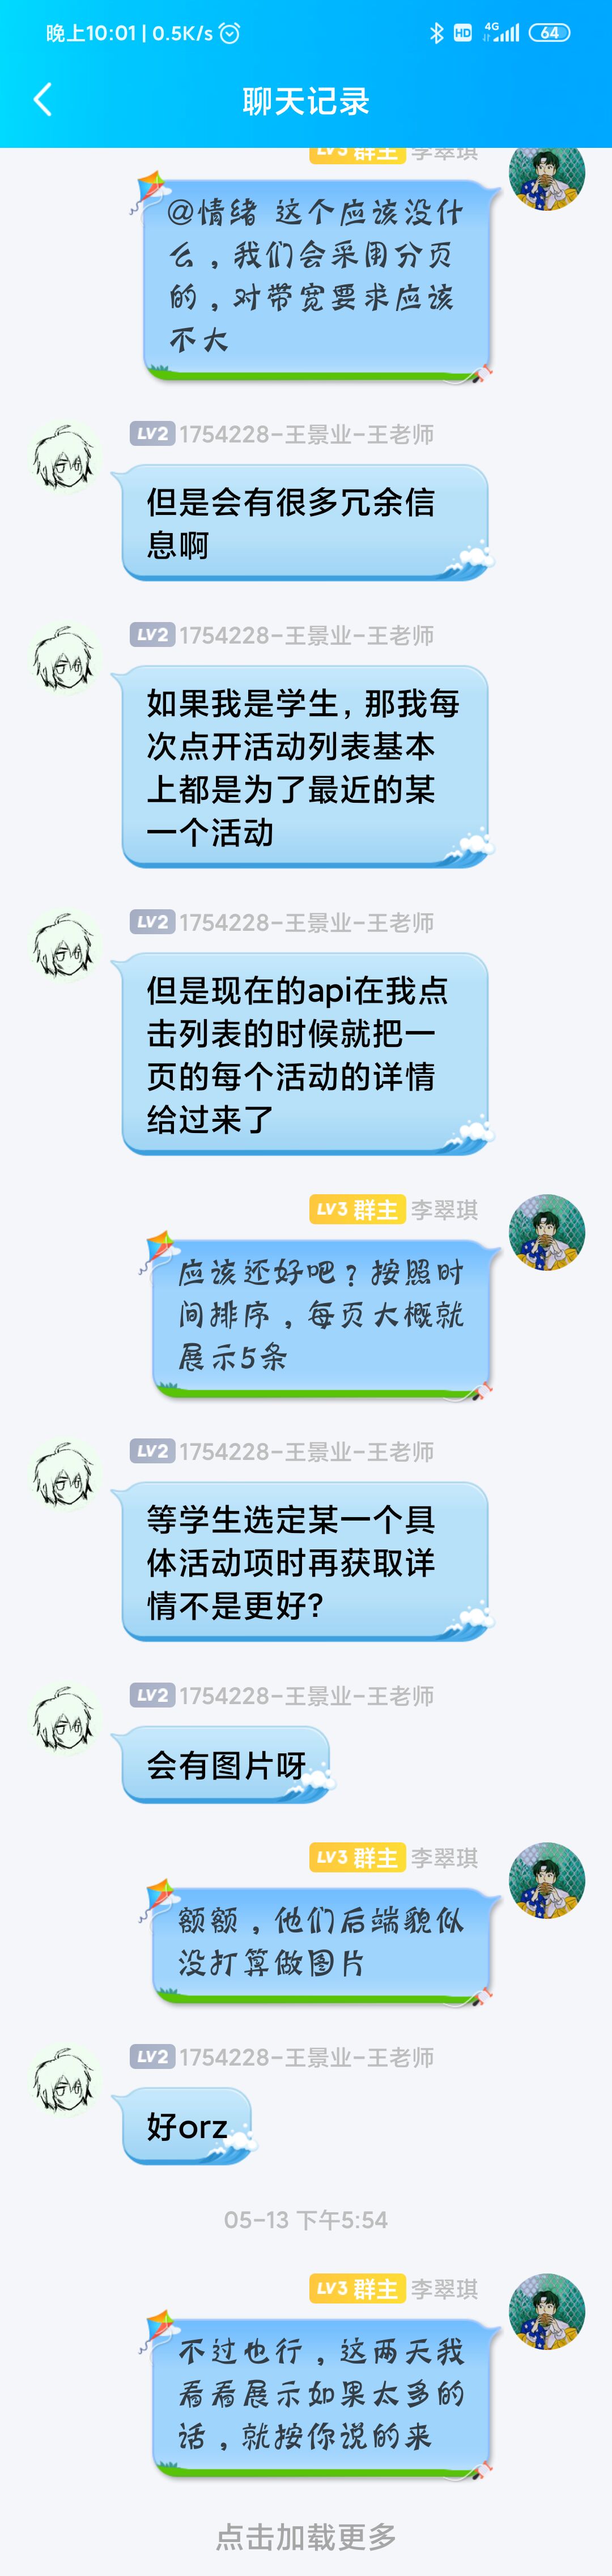 晚上10:01 | 0.5K/s
HD 4G 64
聊天记录
LV3 群主 李翠琪
@情绪 这个应该没什
么，我们会采用分页
的，对带宽要求应该
不大
LV2 1754228-王景业-王老师
但是会有很多冗余信
息啊
LV2 1754228-王景业-王老师
如果我是学生，那我每
次点开活动列表基本
上都是为了最近的某
一个活动
LV2 1754228-王景业-王老师
但是现在的api在我点
击列表的时候就把一
页的每个活动的详情
给过来了
LV3 群主 李翠琪
应该还好吧？按照时
间排序，每页大概就
展示5条
LV2 1754228-王景业-王老师
等学生选定某一个具
体活动项时再获取详
情不是更好?
LV2 1754228-王景业-王老师
会有图片呀
LV3 群主 李翠琪
额额，他们后端貌似
没打算做图片
LV2 1754228-王景业-王老师
好orz
05-13 下午5:54
LV3 群主 李翠琪
不过也行，这两天我
看看展示如果太多的
话，就按你说的来
点击加载更多